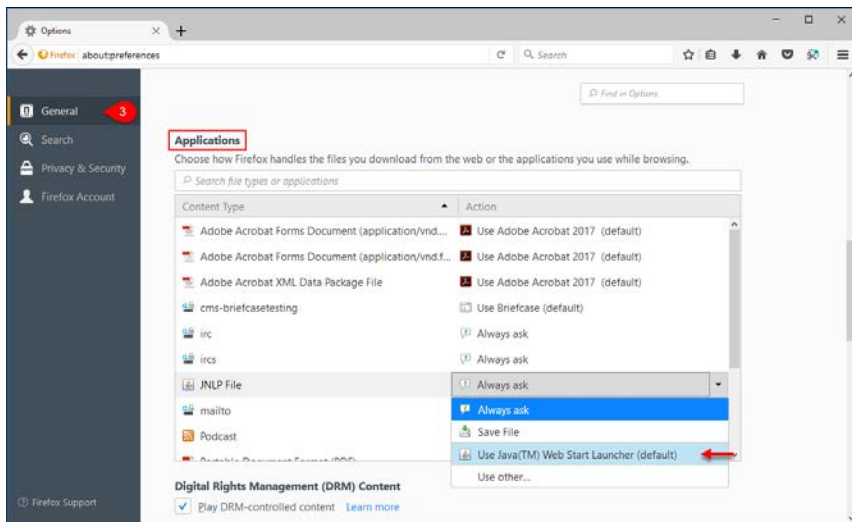 Options
Firefox about:preferences
Search
Find in Options
General
3
Search
Privacy & Security
Firefox Account
Applications
Choose how Firefox handles the files you download from the web or the applications you use while browsing.
Search file types or applications
Content Type Action
Adobe Acrobat Forms Document (application/vnd.... Use Adobe Acrobat 2017 (default)
Adobe Acrobat Forms Document (application/vnd.f... Use Adobe Acrobat 2017 (default)
Adobe Acrobat XML Data Package File Use Adobe Acrobat 2017 (default)
cms-briefcasetesting Use Briefcase (default)
irc Always ask
ircs Always ask
JNLP File Always ask
mailto Always ask
Podcast Save File
Use Java(TM) Web Start Launcher (default)
Use other...
Digital Rights Management (DRM) Content
Play DRM-controlled content Learn more
Firefox Support